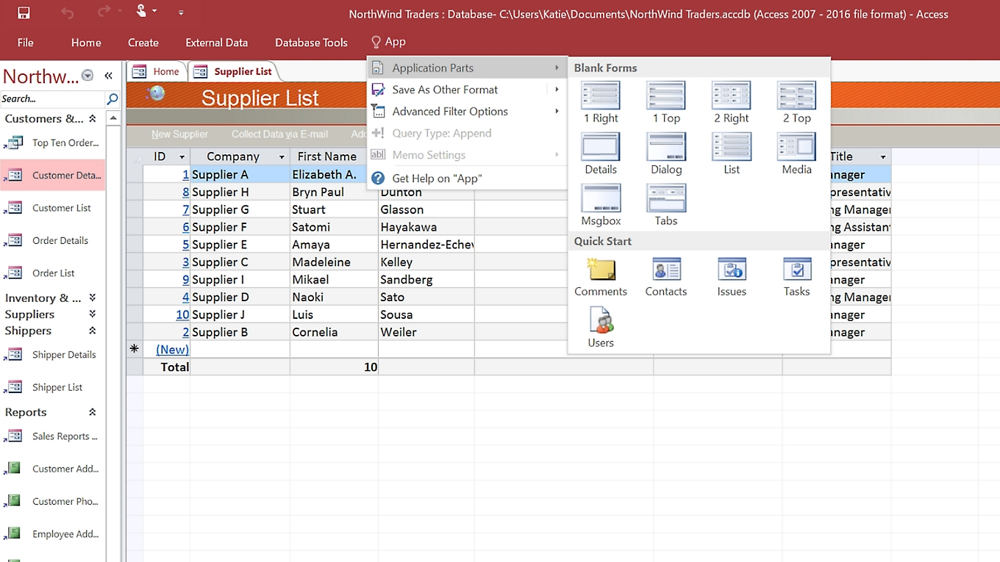 NorthWind Traders : Database- C:\Users\Katie\Documents\NorthWind Traders.accdb (Access 2007 - 2016 file format) - Access
File Home Create External Data Database Tools App
Northw... «
Search...
Customers &...
Top Ten Order...
Customer Deta...
Customer List
Order Details
Order List
Inventory & ...
Suppliers
Shippers
Shipper Details
Shipper List
Reports
Sales Reports ...
Customer Add...
Customer Pho...
Employee Add...
Home Supplier List
Supplier List
New Supplier Collect Data via E-mail Add
ID Company First Name Title
1 Supplier A Elizabeth A. anager
8 Supplier H Bryn Paul Dunton presentativ
7 Supplier G Stuart Glasson ng Manager
6 Supplier F Satomi Hayakawa ng Assistant
5 Supplier E Amaya Hernandez-Echev anager
3 Supplier C Madeleine Kelley presentativ
9 Supplier I Mikael Sandberg anager
4 Supplier D Naoki Sato ng Manager
10 Supplier J Luis Sousa anager
2 Supplier B Cornelia Weiler anager
(New)
Total 10
Application Parts
Save As Other Format
Advanced Filter Options
Query Type: Append
Memo Settings
Get Help on "App"
Blank Forms
1 Right 1 Top 2 Right 2 Top
Details Dialog List Media
Msgbox Tabs
Quick Start
Comments Contacts Issues Tasks
Users